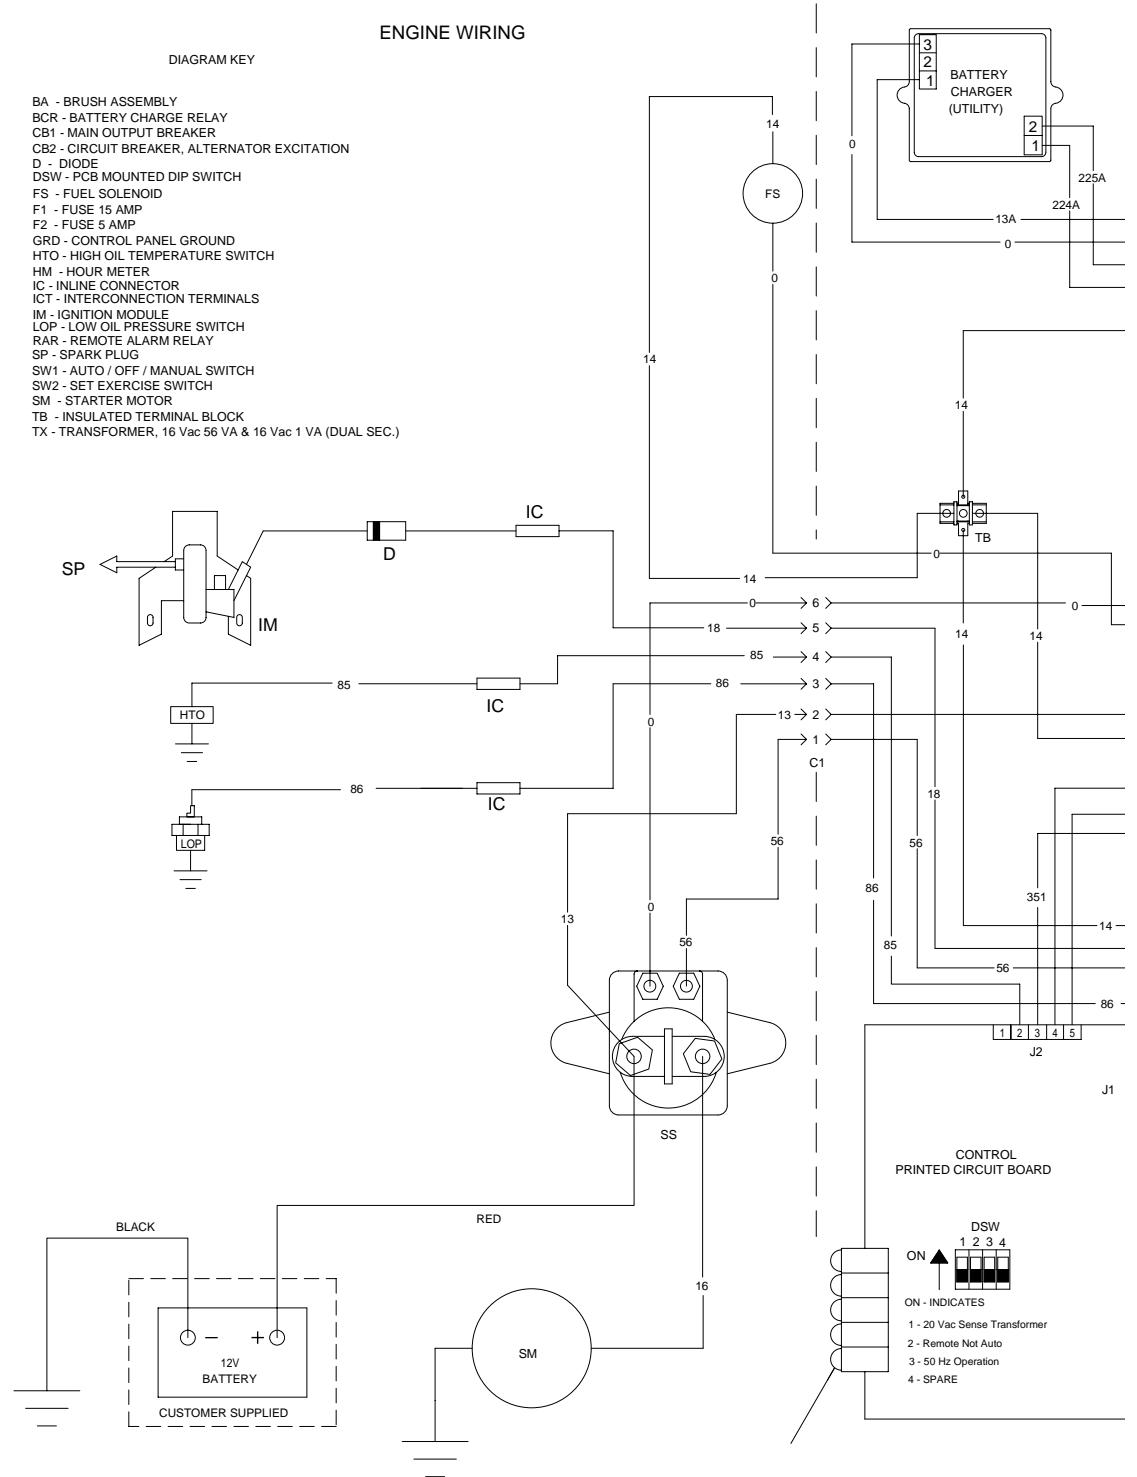 ENGINE WIRING
DIAGRAM KEY
BA - BRUSH ASSEMBLY
BCR - BATTERY CHARGE RELAY
CB1 - MAIN OUTPUT BREAKER
CB2 - CIRCUIT BREAKER, ALTERNATOR EXCITATION
D - DIODE
DSW - PCB MOUNTED DIP SWITCH
FS - FUEL SOLENOID
F1 - FUSE 15 AMP
F2 - FUSE 5 AMP
GRD - CONTROL PANEL GROUND
HTO - HIGH OIL TEMPERATURE SWITCH
HM - HOUR METER
IC - INLINE CONNECTOR
ICT - INTERCONNECTION TERMINALS
IM - IGNITION MODULE
LOP - LOW OIL PRESSURE SWITCH
RAR - REMOTE ALARM RELAY
SP - SPARK PLUG
SW1 - AUTO / OFF / MANUAL SWITCH
SW2 - SET EXERCISE SWITCH
SM - STARTER MOTOR
TB - INSULATED TERMINAL BLOCK
TX - TRANSFORMER, 16 Vac 56 VA & 16 Vac 1 VA (DUAL SEC.)
3
2
1
BATTERY
CHARGER
(UTILITY)
2
1
14
0
225A
FS
224A
13A
0
0
14
14
IC
D
TB
SP
0
14
IM
0
6
0
18
5
14
14
85
4
85
IC
86
3
HTO
13
2
0
1
C1
86
IC
18
LOP
56
56
86
351
13
0
14
56
85
56
86
1 2 3 4 5
J2
J1
SS
CONTROL
PRINTED CIRCUIT BOARD
BLACK
RED
DSW
1 2 3 4
ON
16
ON - INDICATES
1 - 20 Vac Sense Transformer
2 - Remote Not Auto
3 - 50 Hz Operation
4 - SPARE
− +
12V
BATTERY
SM
CUSTOMER SUPPLIED